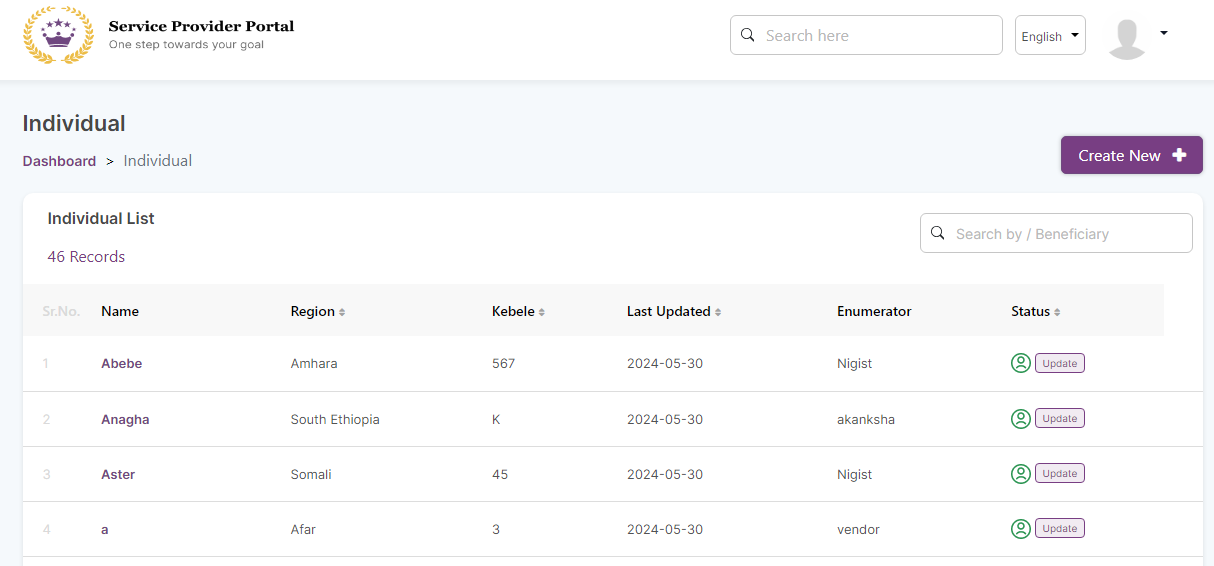 Service Provider Portal
One step towards your goal
Search here
English
Individual
Dashboard > Individual
Create New
Individual List
46 Records
Search by / Beneficiary
Sr.No. Name Region Kebele Last Updated Enumerator Status
1 Abebe Amhara 567 2024-05-30 Nigist Update
2 Anagha South Ethiopia K 2024-05-30 akanksha Update
3 Aster Somali 45 2024-05-30 Nigist Update
4 a Afar 3 2024-05-30 vendor Update